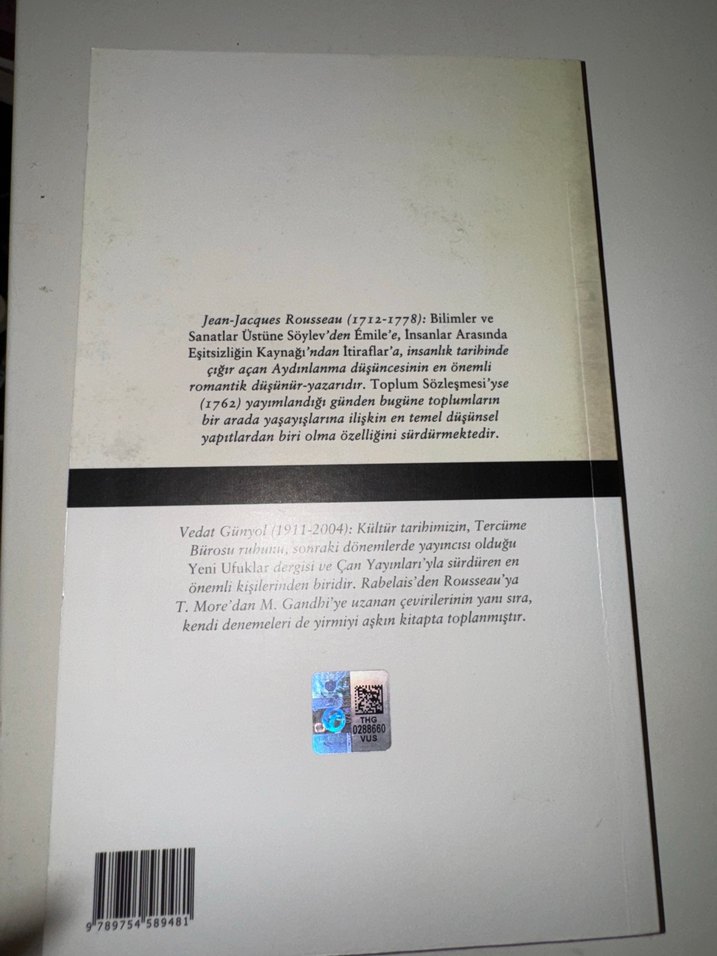 Jean-Jacques Rousseau (1712-1778): Bilimler ve
Sanatlar Üstüne Söylev'den Émile'e, İnsanlar Arasında
Eşitsizliğin Kaynağı'ndan İtiraflar'a, insanlık tarihinde
çığır açan Aydınlanma düşüncesinin en önemli
romantik düşünür-yazarıdır. Toplum Sözleşmesi'yse
(1762) yayımlandığı günden bugüne toplumların
bir arada yaşayışlarına ilişkin en temel düşünsel
yapıtlardan biri olma özelliğini sürdürmektedir.
Vedat Günyol (1911-2004): Kültür tarihimizin, Tercüme
Bürosu ruhunu, sonraki dönemlerde yayıncısı olduğu
Yeni Ufuklar dergisi ve Çan Yayınları'yla sürdüren en
önemli kişilerinden biridir. Rabelais'den Rousseau'ya
T. More'dan M. Gandhi'ye uzanan çevirilerinin yanı sıra,
kendi denemeleri de yirmiyi aşkın kitapta toplanmıştır.
THG
0288660
VUS
9 789754 589481